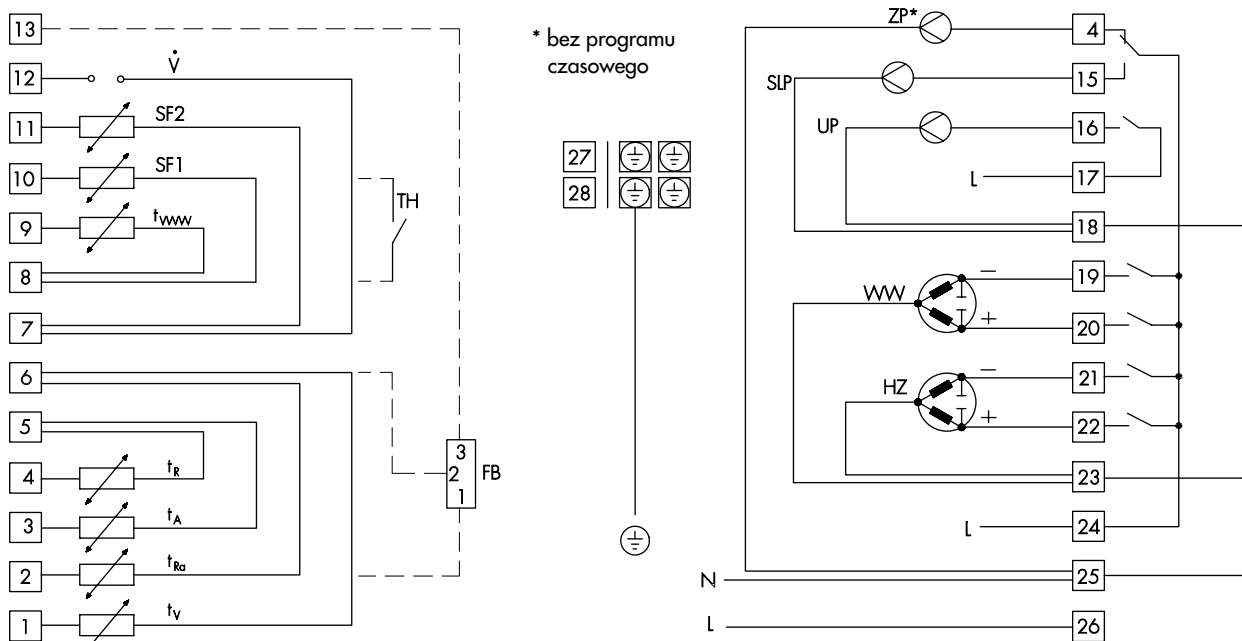 13
12
V̇
11
SF2
10
SF1
9
tWW
8
7
6
5
4
tR
3
tA
2
tRa
1
tV
TH
3
2
1
FB
* bez programu
czasowego
27
28
ZP*
4
SLP
15
UP
16
L
17
18
WW
–
19
+
20
HZ
–
21
+
22
23
L
24
N
25
L
26